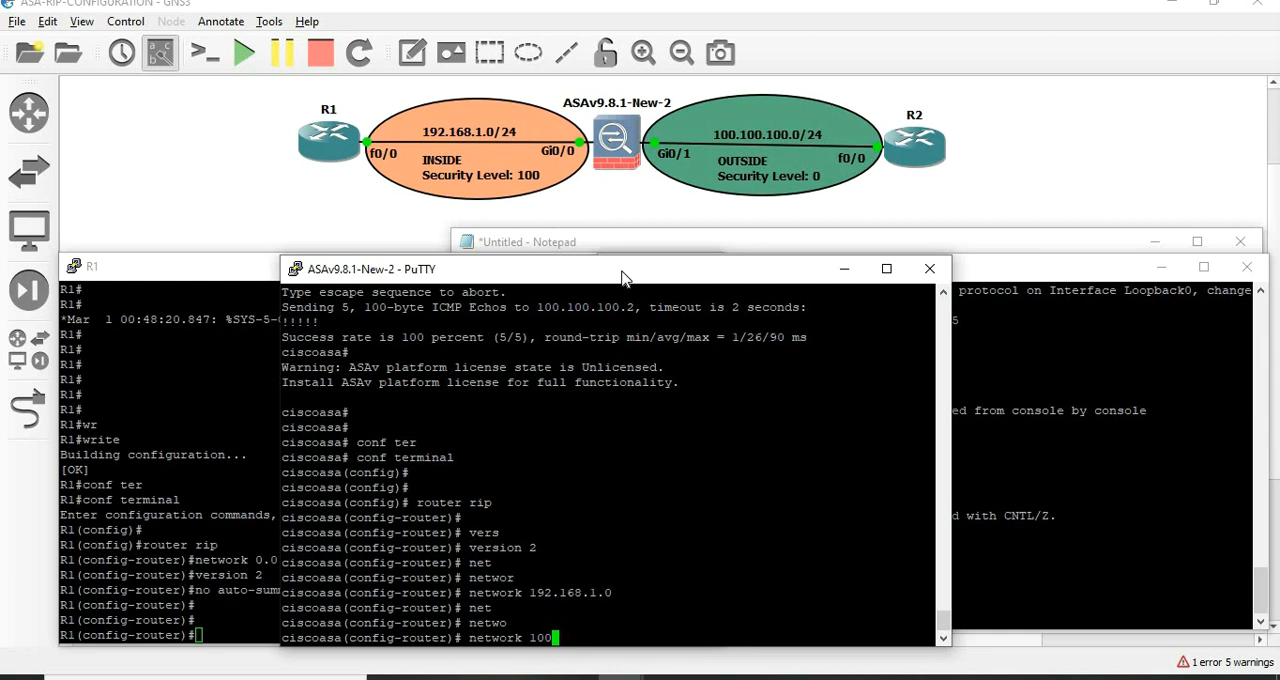 ASA-RIP-CONFIGURATION - GNS3
File Edit View Control Node Annotate Tools Help
R1
192.168.1.0/24
f0/0
Gi0/0
INSIDE
Security Level: 100
ASAv9.8.1-New-2
100.100.100.0/24
Gi0/1
f0/0
OUTSIDE
Security Level: 0
R2
*Untitled - Notepad
R1
R1#
R1#
*Mar 1 00:48:20.847: %SYS-5-
R1#
R1#
R1#
R1#
R1#
R1#
R1#wr
R1#write
Building configuration...
[OK]
R1#conf ter
R1#conf terminal
Enter configuration commands,
R1(config)#
R1(config)#router rip
R1(config-router)#network 0.0
R1(config-router)#version 2
R1(config-router)#no auto-sum
R1(config-router)#
R1(config-router)#
R1(config-router)#
ASAv9.8.1-New-2 - PuTTY
Type escape sequence to abort.
Sending 5, 100-byte ICMP Echos to 100.100.100.2, timeout is 2 seconds:
!!!!!
Success rate is 100 percent (5/5), round-trip min/avg/max = 1/26/90 ms
ciscoasa#
Warning: ASAv platform license state is Unlicensed.
Install ASAv platform license for full functionality.
ciscoasa#
ciscoasa#
ciscoasa# conf ter
ciscoasa# conf terminal
ciscoasa(config)#
ciscoasa(config)#
ciscoasa(config)# router rip
ciscoasa(config-router)#
ciscoasa(config-router)# vers
ciscoasa(config-router)# version 2
ciscoasa(config-router)# net
ciscoasa(config-router)# networ
ciscoasa(config-router)# network 192.168.1.0
ciscoasa(config-router)# net
ciscoasa(config-router)# netwo
ciscoasa(config-router)# network 100
protocol on Interface Loopback0, change
5
ed from console by console
d with CNTL/Z.
1 error 5 warnings